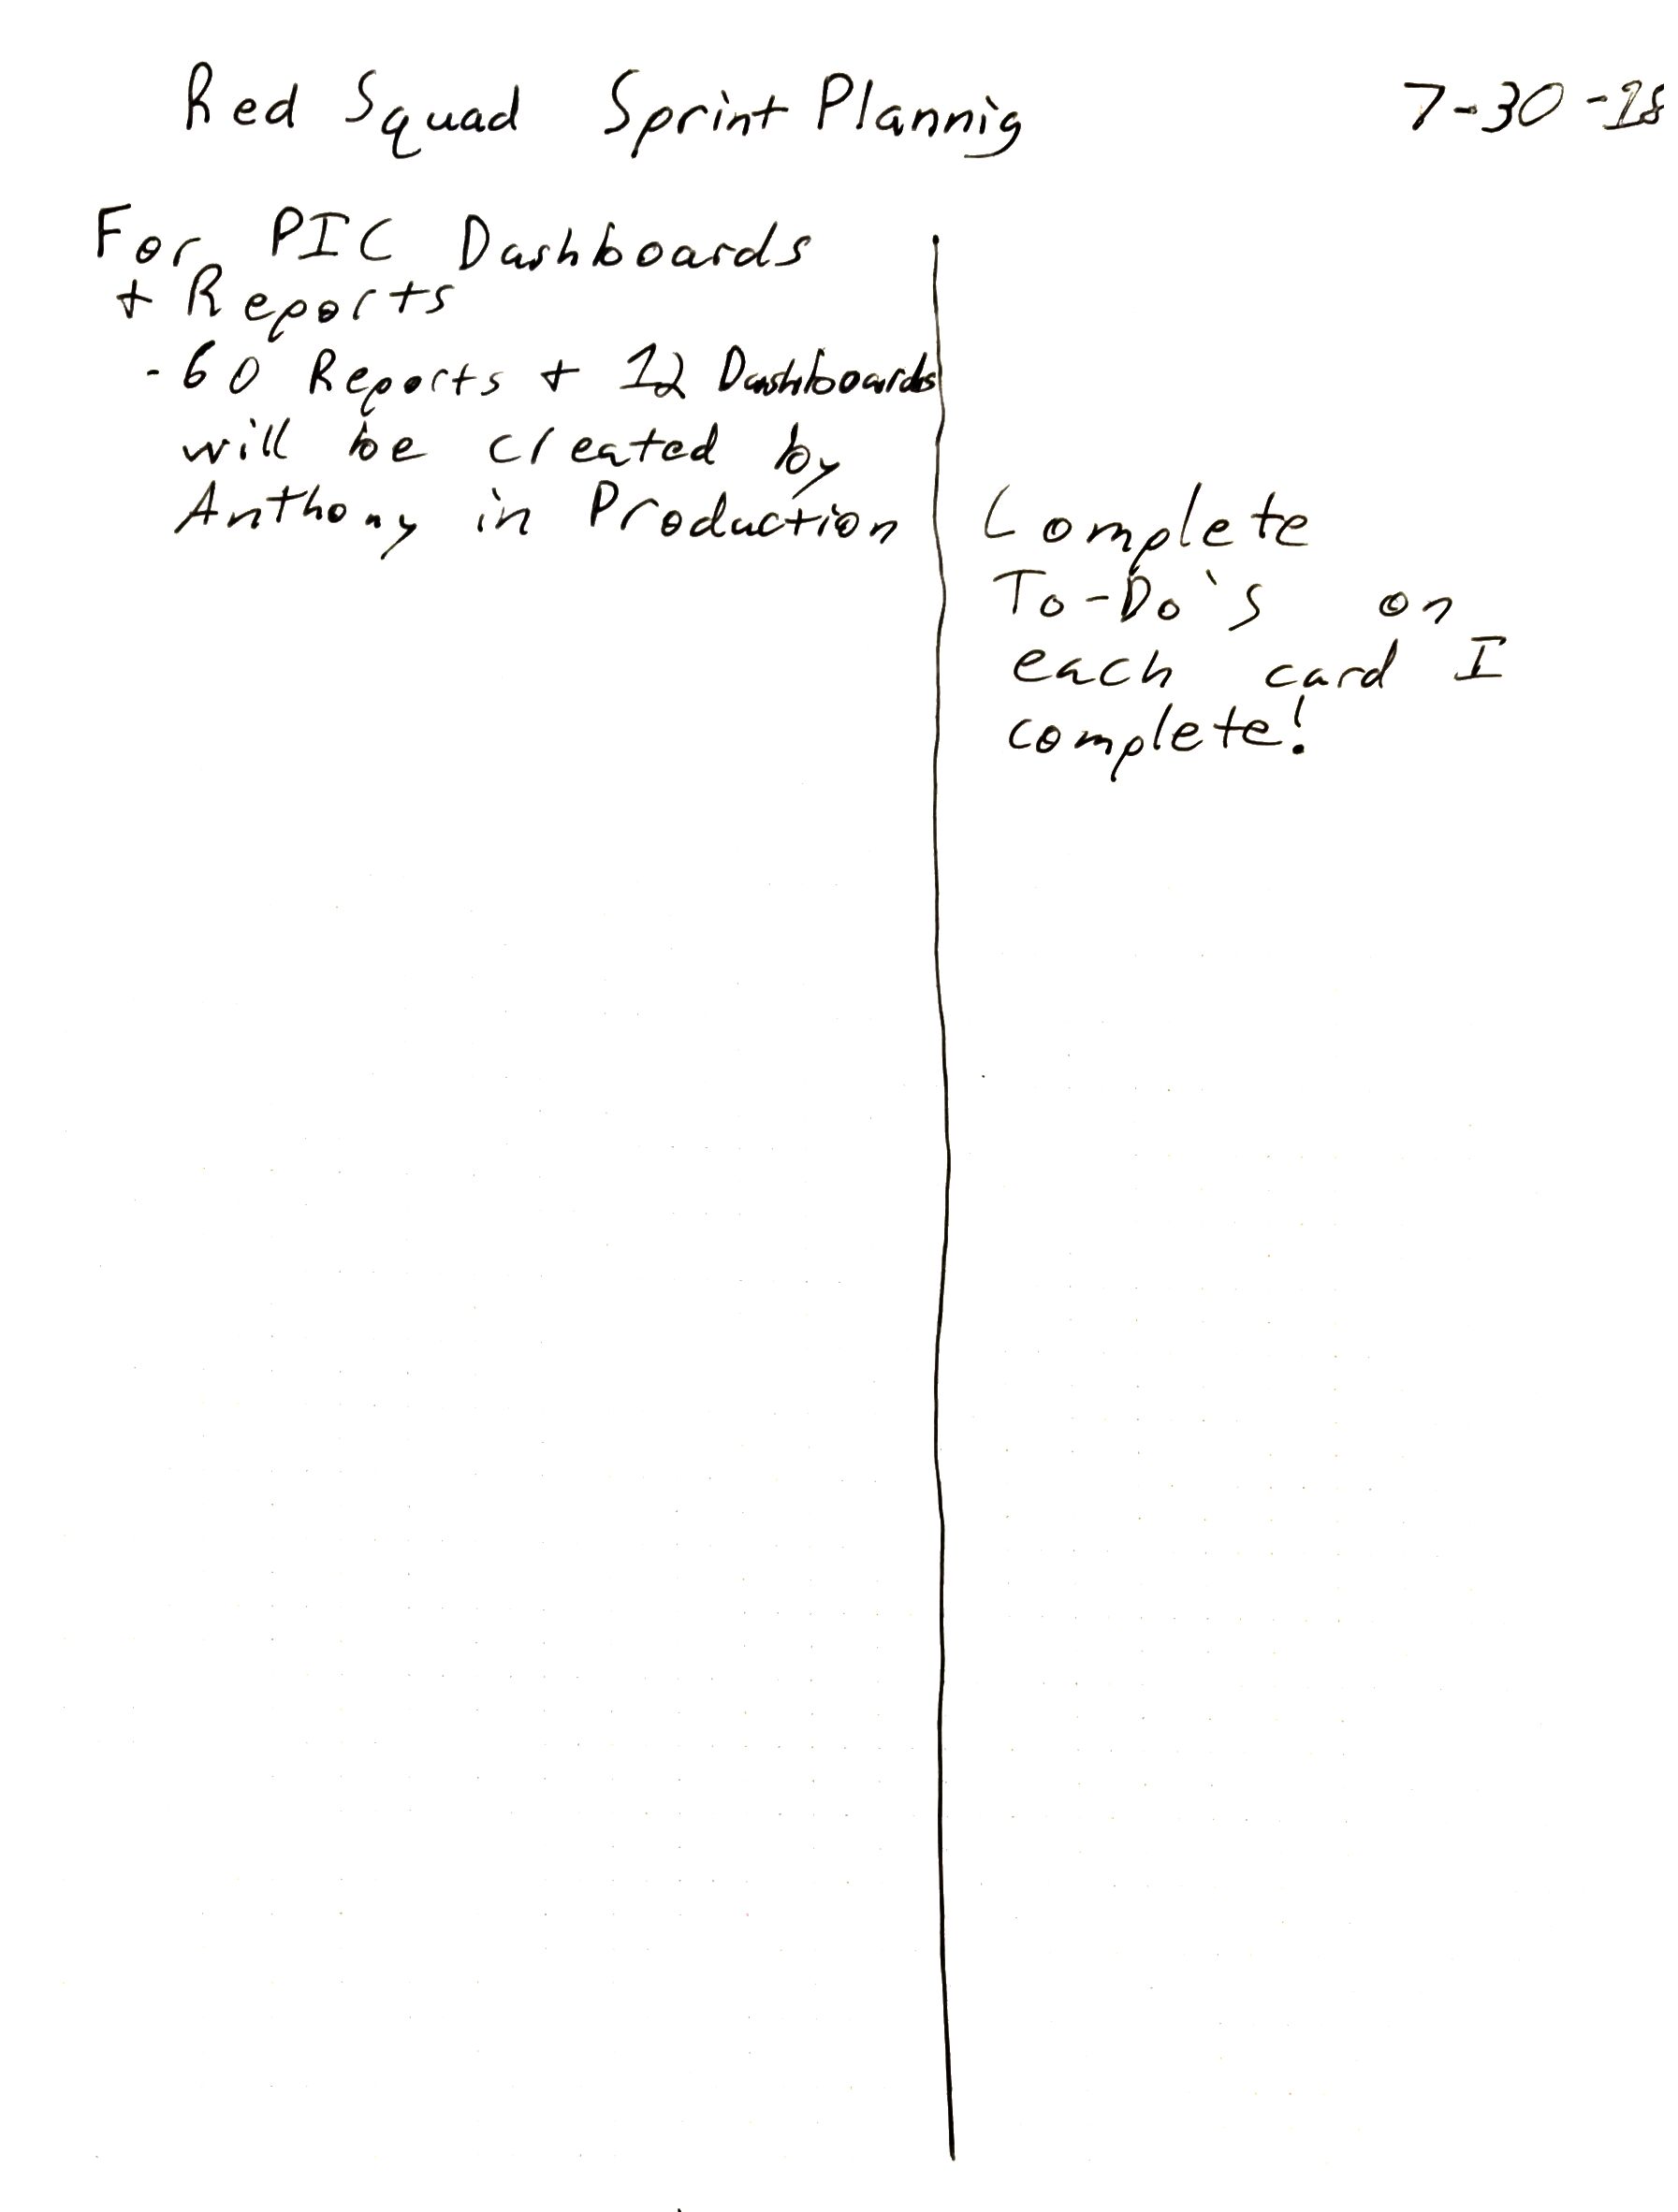 Red Squad Sprint Plannig 7-30-18
For PIC Dashboards
+ Reports
- 60 Reports + 12 Dashboards
will be created by
Anthony in Production
Complete
To-Do's on
each card I
complete!